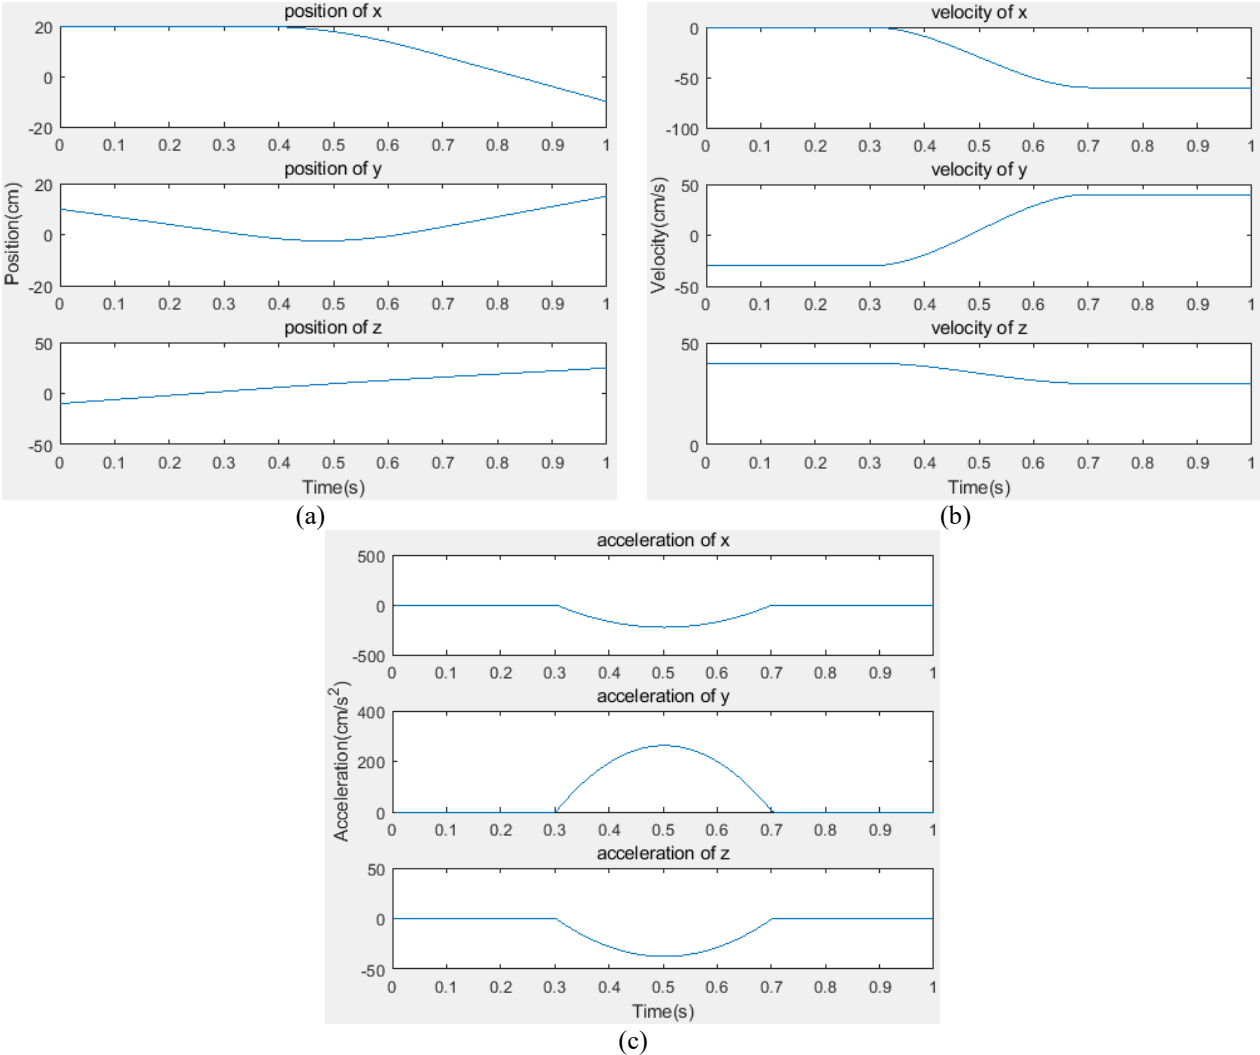 position of x
20
0
-20
0 0.1 0.2 0.3 0.4 0.5 0.6 0.7 0.8 0.9 1
position of y
Position(cm)
20
0
-20
0 0.1 0.2 0.3 0.4 0.5 0.6 0.7 0.8 0.9 1
position of z
50
0
-50
0 0.1 0.2 0.3 0.4 0.5 0.6 0.7 0.8 0.9 1
Time(s)
(a)
velocity of x
0
-50
-100
0 0.1 0.2 0.3 0.4 0.5 0.6 0.7 0.8 0.9 1
velocity of y
Velocity(cm/s)
50
0
-50
0 0.1 0.2 0.3 0.4 0.5 0.6 0.7 0.8 0.9 1
velocity of z
50
0
0 0.1 0.2 0.3 0.4 0.5 0.6 0.7 0.8 0.9 1
Time(s)
(b)
acceleration of x
500
0
-500
0 0.1 0.2 0.3 0.4 0.5 0.6 0.7 0.8 0.9 1
acceleration of y
Acceleration(cm/s²)
400
200
0
0 0.1 0.2 0.3 0.4 0.5 0.6 0.7 0.8 0.9 1
acceleration of z
50
0
-50
0 0.1 0.2 0.3 0.4 0.5 0.6 0.7 0.8 0.9 1
Time(s)
(c)